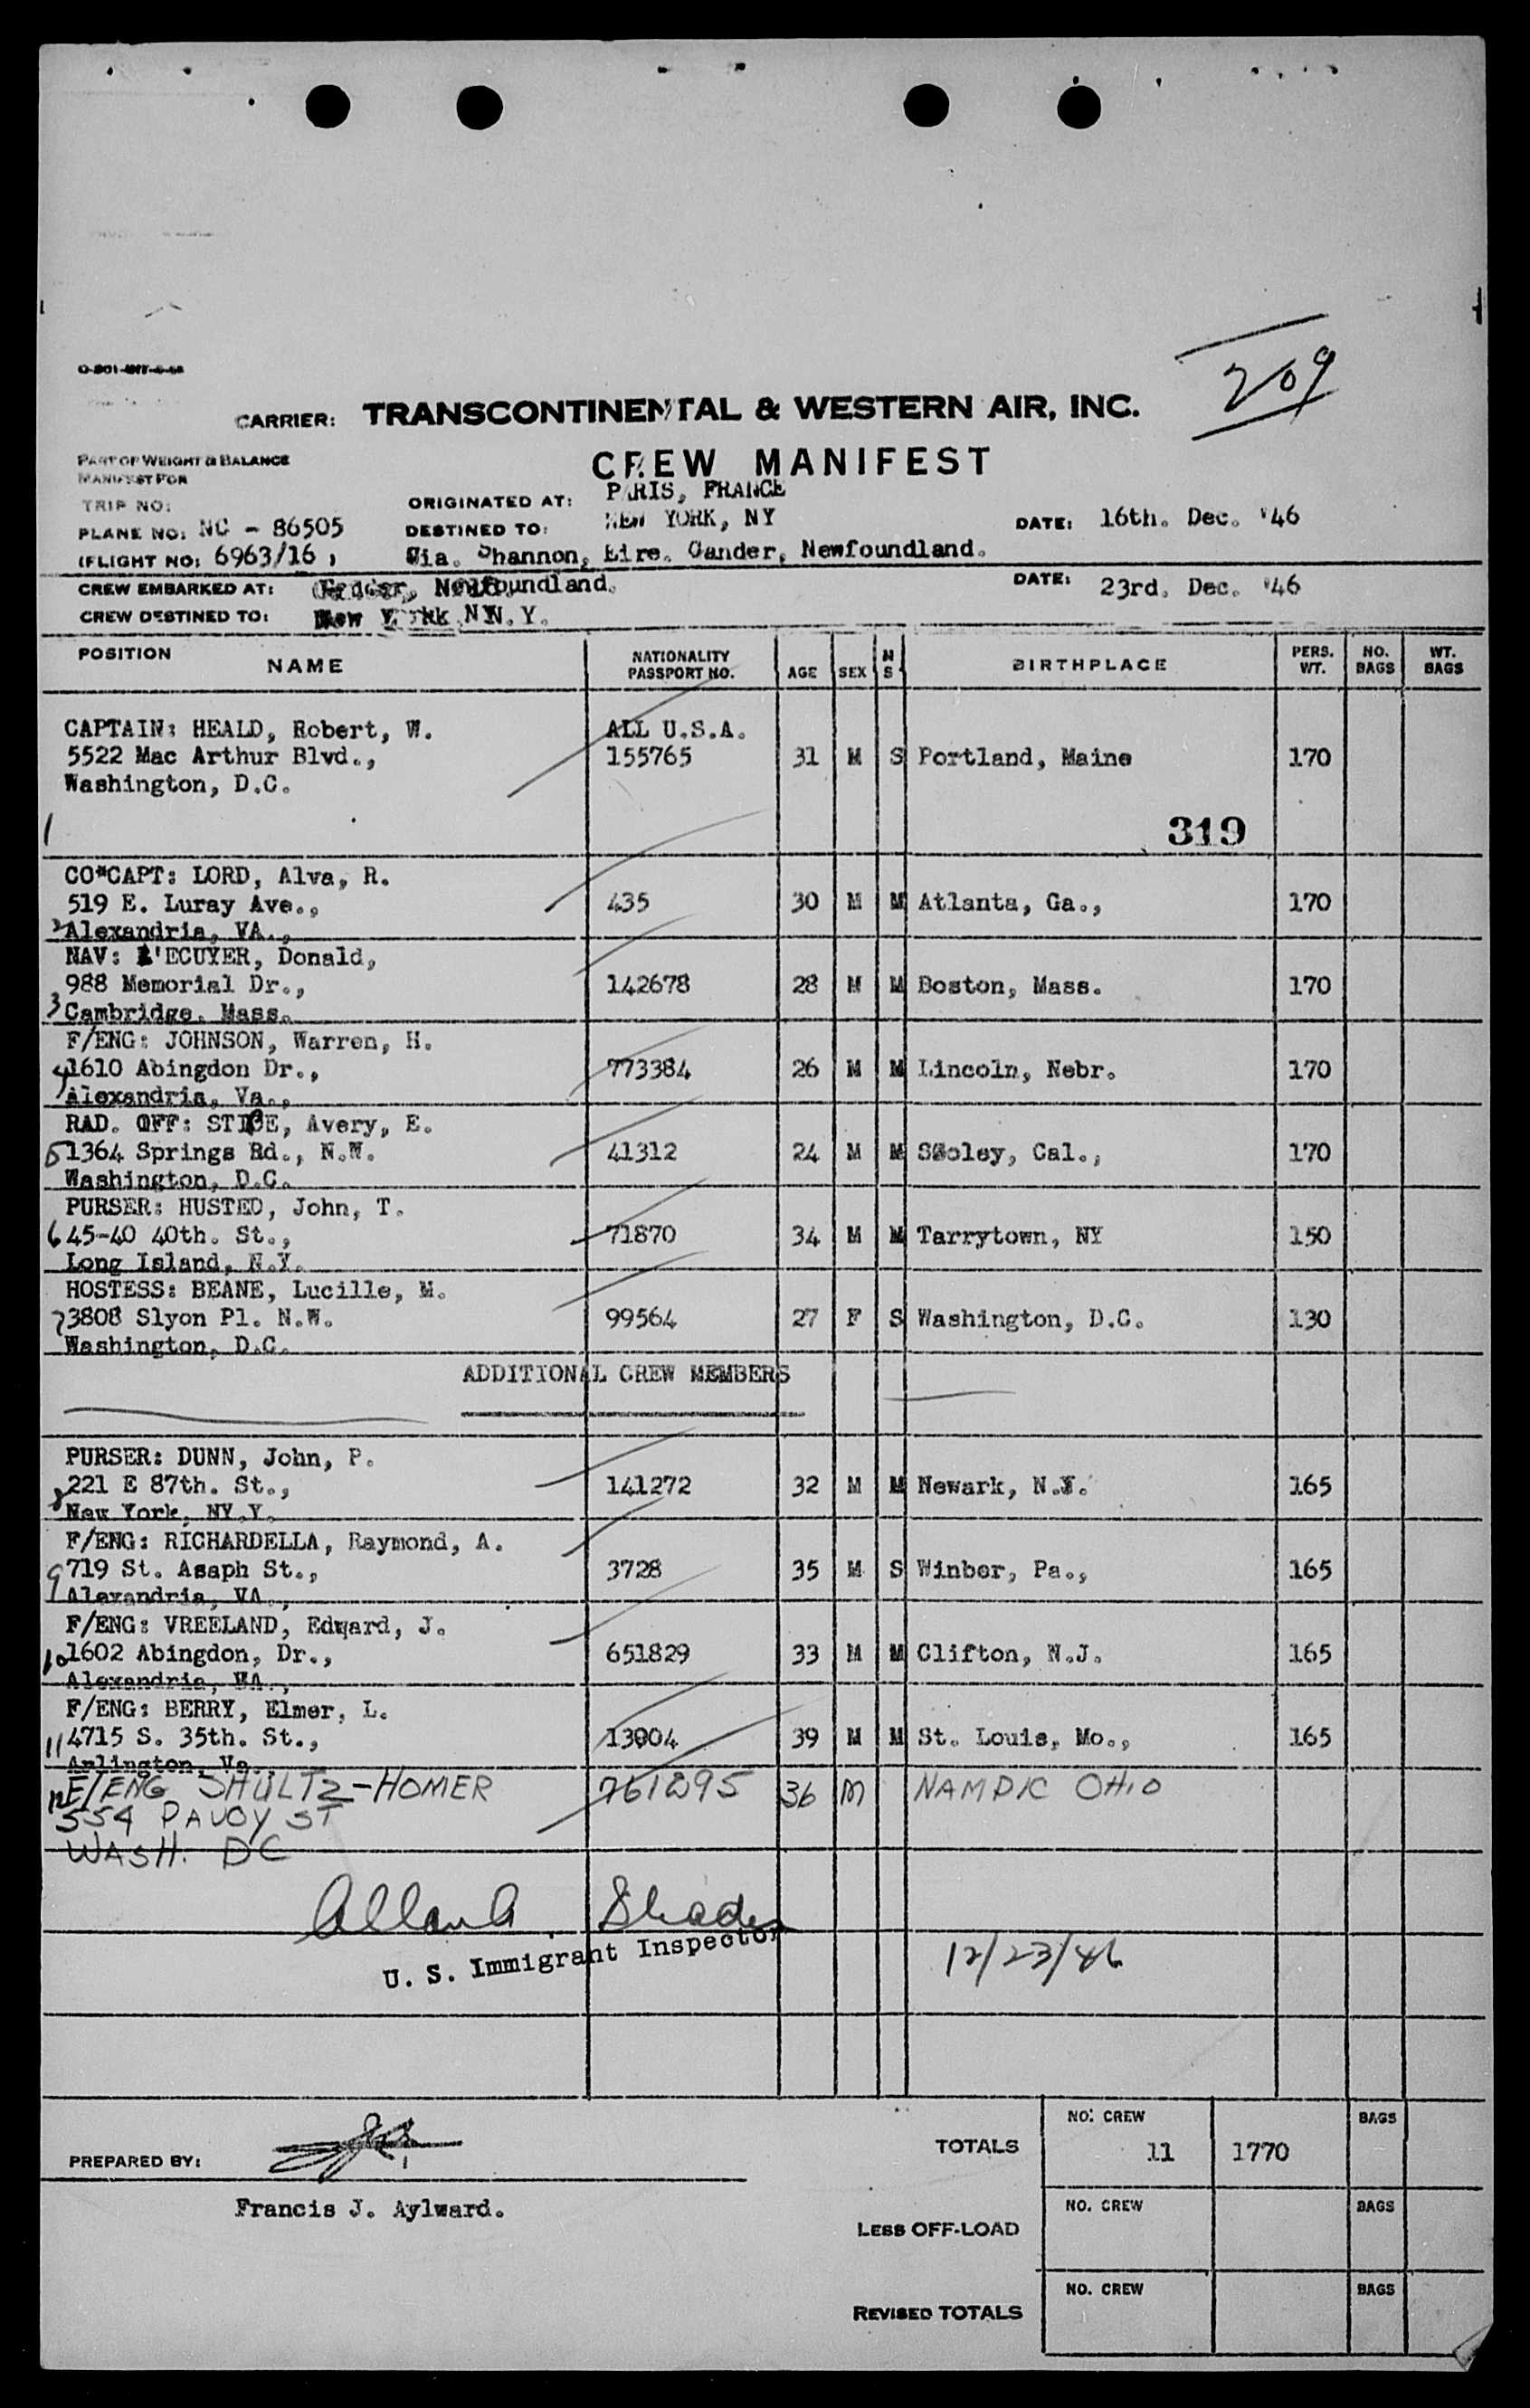 209
CARRIER: TRANSCONTINENTAL & WESTERN AIR, INC.
PART OF WEIGHT & BALANCE
MANIFEST FOR
CREW MANIFEST
TRIP NO:
ORIGINATED AT: PARIS, FRANCE
PLANE NO: NC - 86505
DESTINED TO: NEW YORK, NY
DATE: 16th. Dec. '46
(FLIGHT NO: 6963/16,
Via. Shannon, Eire. Gander, Newfoundland.
CREW EMBARKED AT: Gander, Newfoundland.
DATE: 23rd. Dec. '46
CREW DESTINED TO: New York N.Y.
POSITION NAME NATIONALITY PASSPORT NO. AGE SEX M S BIRTHPLACE PERS. WT. NO. BAGS WT. BAGS
CAPTAIN: HEALD, Robert, W. ALL U.S.A.
5522 Mac Arthur Blvd., 155765 31 M S Portland, Maine 170
Washington, D.C.
1 319
CO*CAPT: LORD, Alva, R.
519 E. Luray Ave., 435 30 M M Atlanta, Ga., 170
2 Alexandria, VA.,
NAV: L'ECUYER, Donald,
988 Memorial Dr., 142678 28 M M Boston, Mass. 170
3 Cambridge. Mass.
F/ENG: JOHNSON, Warren, H.
4 1610 Abingdon Dr., 773384 26 M M Lincoln, Nebr. 170
Alexandria, Va.,
RAD. OFF: STICE, Avery, E.
5 1364 Springs Rd., N.W. 41312 24 M M Soley, Cal., 170
Washington, D.C.
PURSER: HUSTED, John, T.
6 45-40 40th. St., 71870 34 M M Tarrytown, NY 150
Long Island, N.Y.
HOSTESS: BEANE, Lucille, M.
7 3808 Slyon Pl. N.W. 99564 27 F S Washington, D.C. 130
Washington, D.C.
ADDITIONAL CREW MEMBERS
PURSER: DUNN, John, P.
8 221 E 87th. St., 141272 32 M M Newark, N.J. 165
New York, NY.Y.
F/ENG: RICHARDELLA, Raymond, A.
9 719 St. Asaph St., 3728 35 M S Winber, Pa., 165
Alexandria, VA.,
F/ENG: VREELAND, Edward, J.
10 1602 Abingdon, Dr., 651829 33 M M Clifton, N.J. 165
Alexandria, VA.,
F/ENG: BERRY, Elmer, L.
11 4715 S. 35th. St., 13904 39 M M St. Louis, Mo., 165
Arlington, Va.
12 F/ENG SHULTZ-HOMER 761295 36 M NAMDIC OHIO
554 PAVOY ST
WASH. DC
Allan A Shader
U. S. Immigrant Inspector
12/23/46
TOTALS NO. CREW 11 1770 BAGS
PREPARED BY:
Francis J. Aylward.
LESS OFF-LOAD NO. CREW BAGS
REVISED TOTALS NO. CREW BAGS